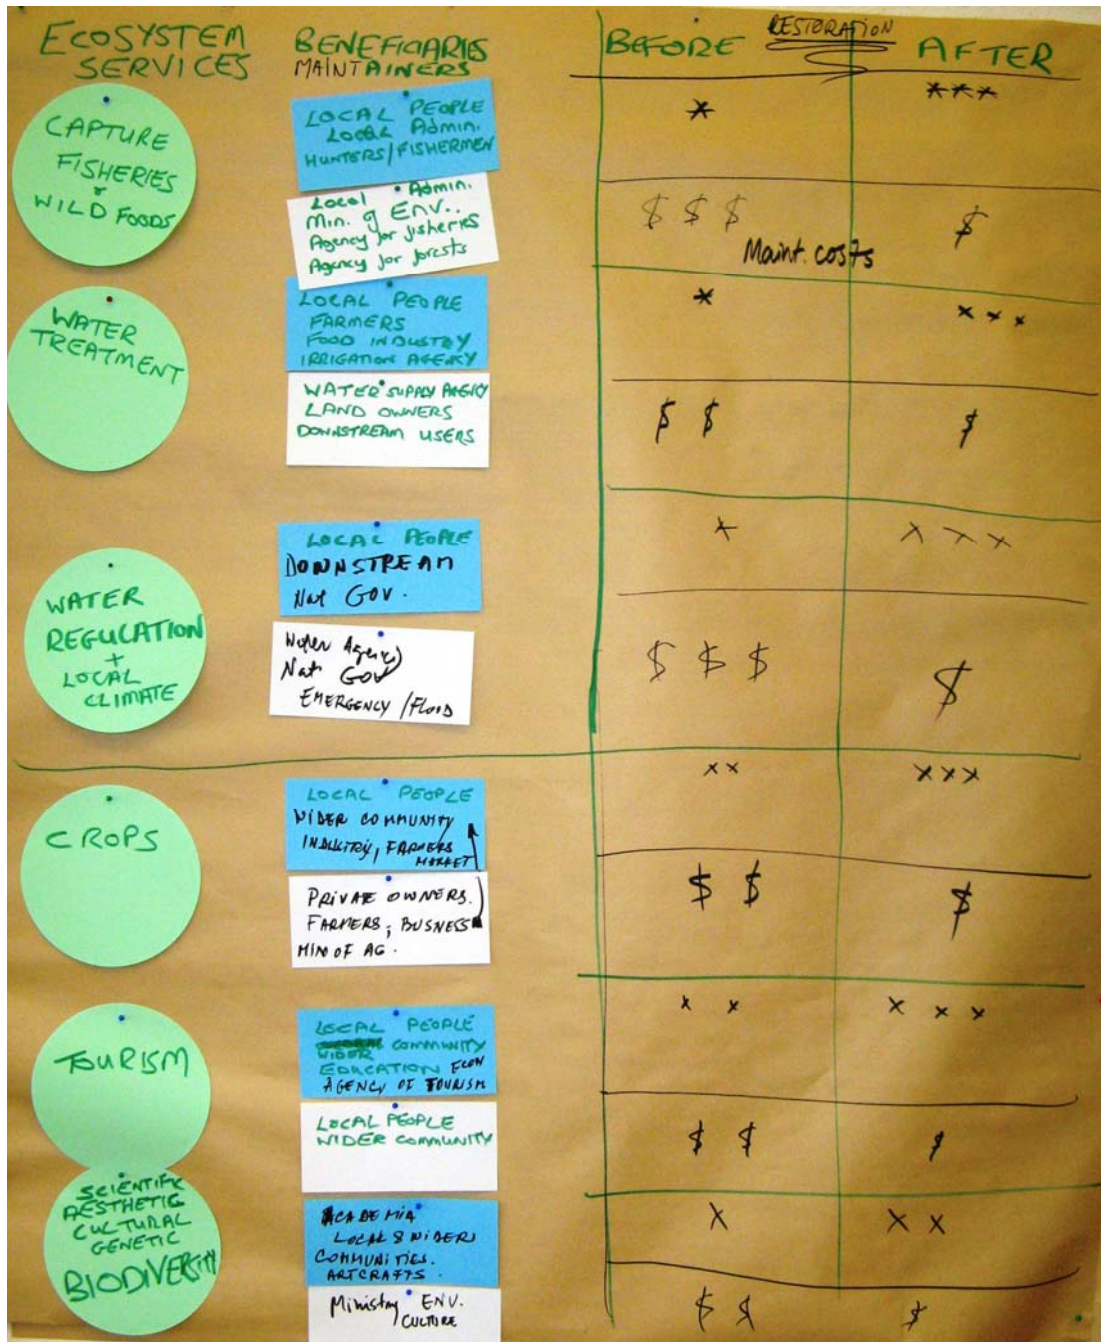 ECOSYSTEM
SERVICES
BENEFICIARIES
MAINTAINERS
BEFORE
RESTORATION
AFTER
CAPTURE
FISHERIES
+
WILD FOODS
LOCAL PEOPLE
LOCAL Admin.
HUNTERS/FISHERMEN
*
***
Local Admin.
Min. of ENV..
Agency for fisheries
Agency for forests
$ $ $
Maint. costs
$
WATER
TREATMENT
LOCAL PEOPLE
FARMERS
FOOD INDUSTRY
IRRIGATION AGENCY
*
* * *
WATER SUPPLY AGENCY
LAND OWNERS
DOWNSTREAM USERS
$ $
$
WATER
REGULATION
+
LOCAL
CLIMATE
LOCAL PEOPLE
DOWNSTREAM
Nat GOV.
x
x x x
Water Agency
Nat GOV
EMERGENCY /FLOOD
$ $ $
$
CROPS
LOCAL PEOPLE
WIDER COMMUNITY
INDUSTRY, FARMERS
MARKET
x x
x x x
PRIVATE OWNERS.
FARMERS, BUSNESS
MIN OF AG.
$ $
$
TOURISM
LOCAL PEOPLE
WIDER COMMUNITY
EDUCATION ECON
AGENCY OF TOURISM
x x
x x x
LOCAL PEOPLE
WIDER COMMUNITY
$ $
$
SCIENTIFIC
AESTHETIC
CULTURAL
GENETIC
BIODIVERSITY
ACADEMIA
LOCAL & WIDER
COMMUNITIES.
ARTCRAFTS.
x
x x
Ministry ENV.
CULTURE
$ $
$